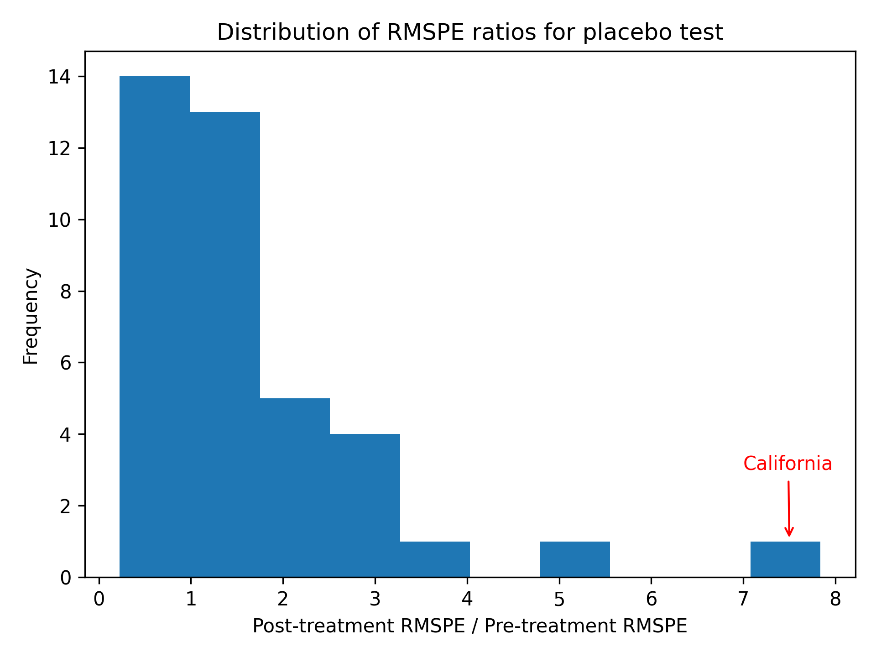 Distribution of RMSPE ratios for placebo test
Frequency
14
12
10
8
6
4
2
0
California
0 1 2 3 4 5 6 7 8
Post-treatment RMSPE / Pre-treatment RMSPE